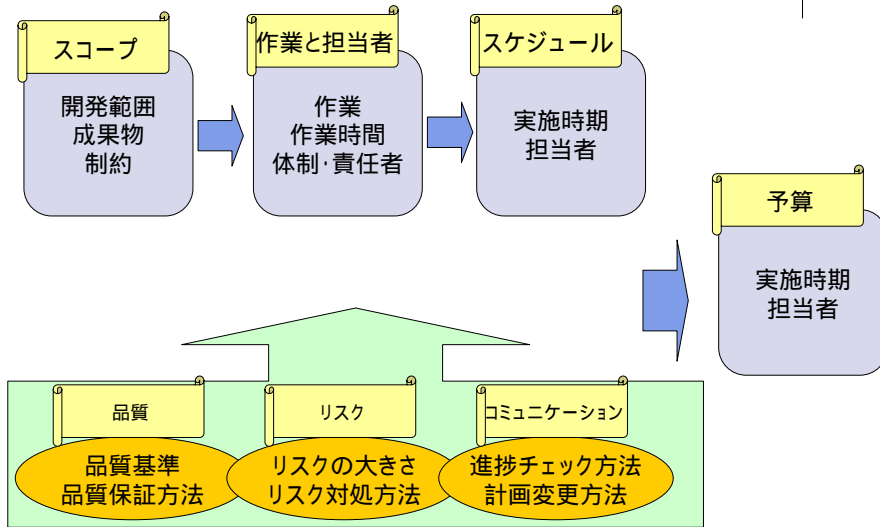 スコープ
開発範囲
成果物
制約
作業と担当者
作業
作業時間
体制・責任者
スケジュール
実施時期
担当者
予算
実施時期
担当者
品質
品質基準
品質保証方法
リスク
リスクの大きさ
リスク対処方法
コミュニケーション
進捗チェック方法
計画変更方法